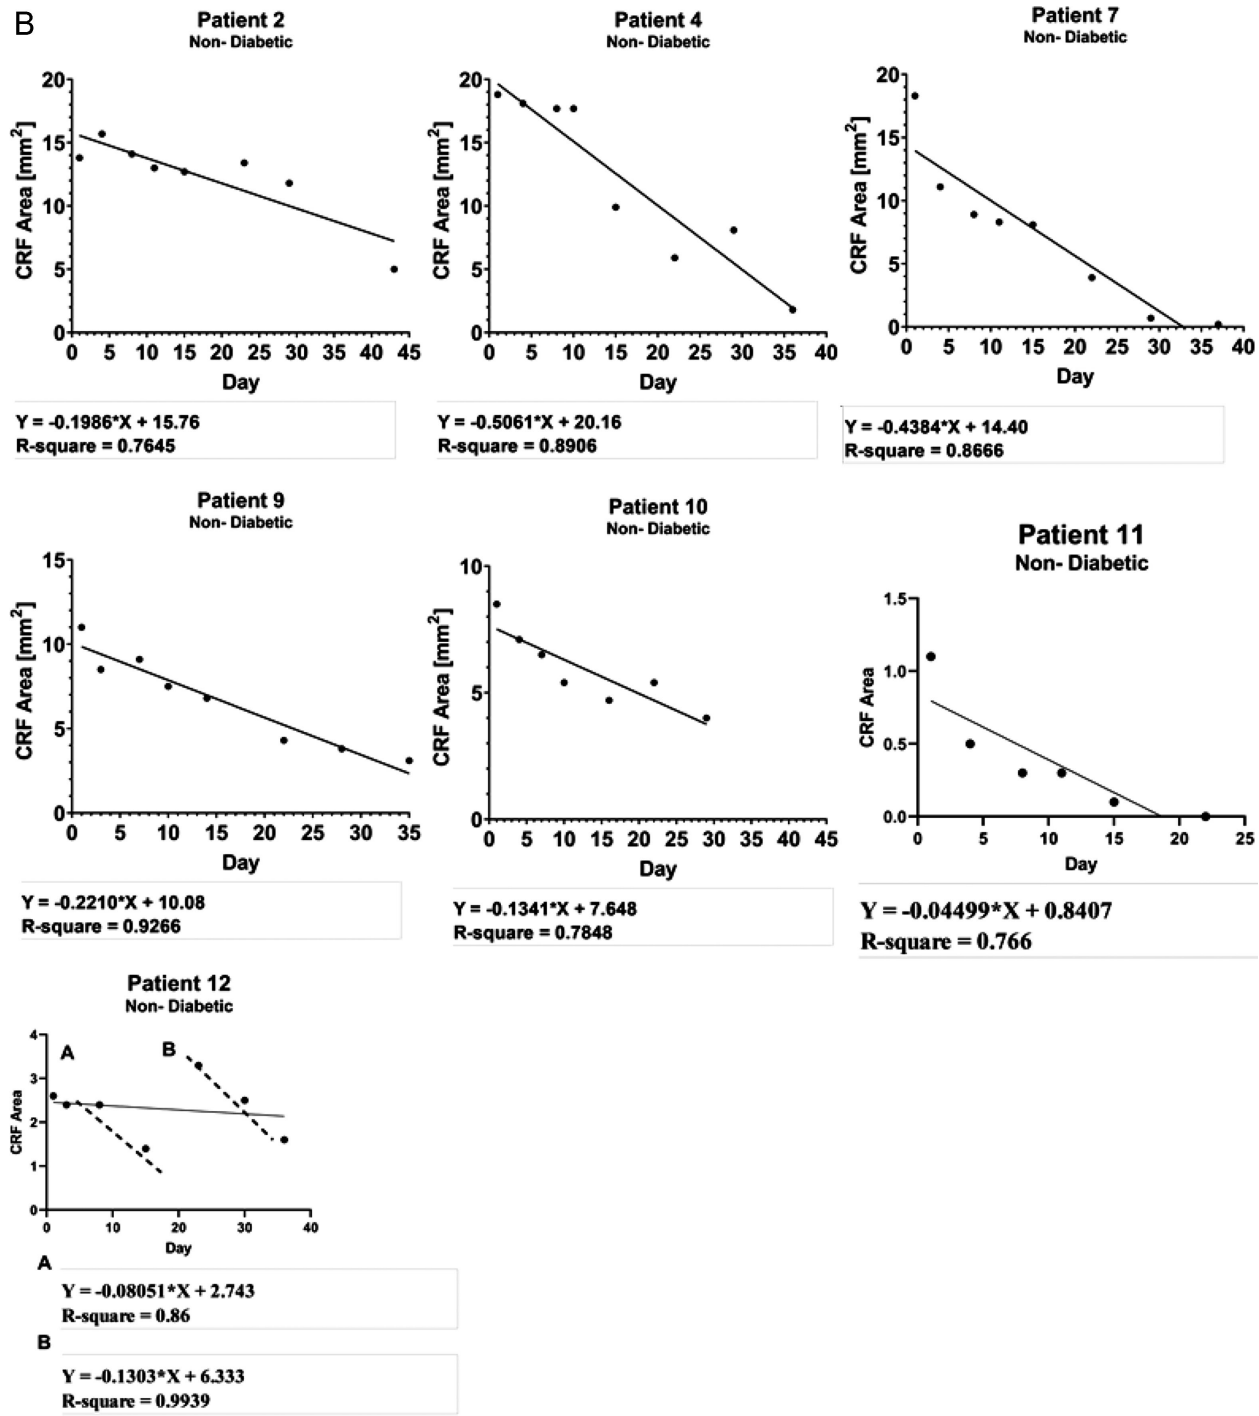 B
Patient 2
Non- Diabetic
CRF Area [mm²]
20
15
10
5
0
0 5 10 15 20 25 30 35 40 45
Day
Y = -0.1986*X + 15.76
R-square = 0.7645
Patient 4
Non- Diabetic
CRF Area [mm²]
20
15
10
5
0
0 5 10 15 20 25 30 35 40
Day
Y = -0.5061*X + 20.16
R-square = 0.8906
Patient 7
Non- Diabetic
CRF Area [mm²]
20
15
10
5
0
0 5 10 15 20 25 30 35 40
Day
Y = -0.4384*X + 14.40
R-square = 0.8666
Patient 9
Non- Diabetic
CRF Area [mm²]
15
10
5
0
0 5 10 15 20 25 30 35
Day
Y = -0.2210*X + 10.08
R-square = 0.9266
Patient 10
Non- Diabetic
CRF Area [mm²]
10
5
0
0 5 10 15 20 25 30 35 40 45
Day
Y = -0.1341*X + 7.648
R-square = 0.7848
Patient 11
Non- Diabetic
CRF Area
1.5
1.0
0.5
0.0
0 5 10 15 20 25
Day
Y = -0.04499*X + 0.8407
R-square = 0.766
Patient 12
Non- Diabetic
CRF Area
4
3
2
1
0
A
B
0 10 20 30 40
Day
A
Y = -0.08051*X + 2.743
R-square = 0.86
B
Y = -0.1303*X + 6.333
R-square = 0.9939